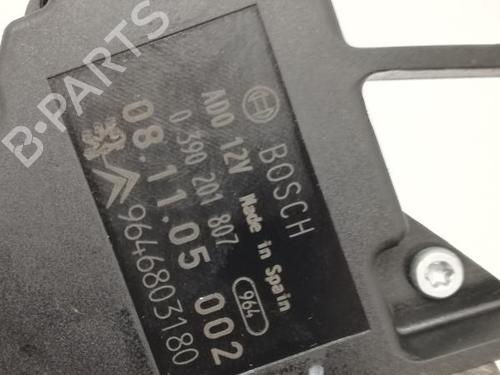 BOSCH
Made in Spain
ADO 12V
0 390 201 807
964
08.11.05 002
9646803180
B-PARTS